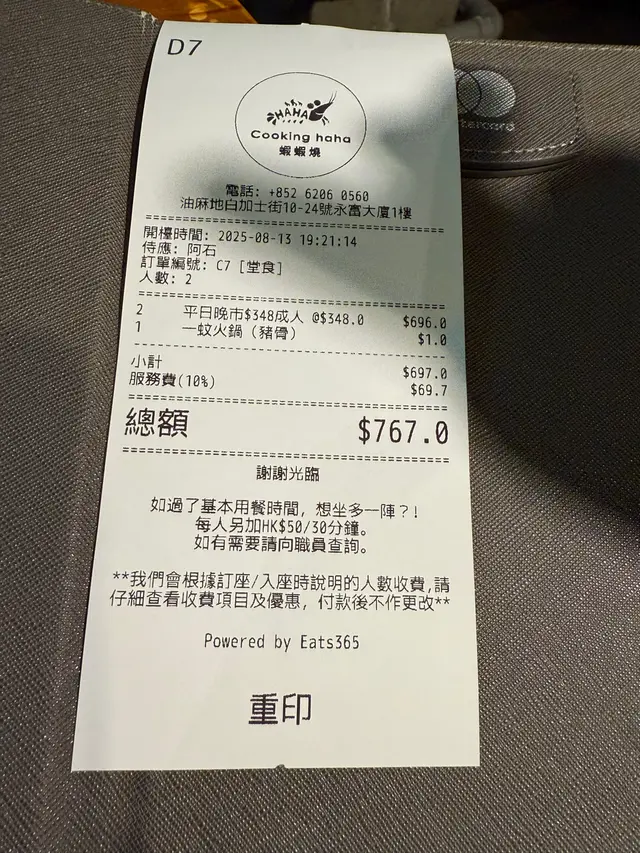 D7
HAHA
Cooking haha
蝦蝦燒
電話: +852 6206 0560
油麻地白加士街10-24號永富大廈1樓
開檯時間: 2025-08-13 19:21:14
侍應: 阿石
訂單編號: C7 [堂食]
人數: 2
2 平日晚市$348成人 @$348.0 $696.0
1 一蚊火鍋 (豬骨) $1.0
小計 $697.0
服務費(10%) $69.7
總額 $767.0
謝謝光臨
如過了基本用餐時間, 想坐多一陣?!
每人另加HK$50/30分鐘。
如有需要請向職員查詢。
**我們會根據訂座/入座時說明的人數收費,請
仔細查看收費項目及優惠, 付款後不作更改**
Powered by Eats365
重印